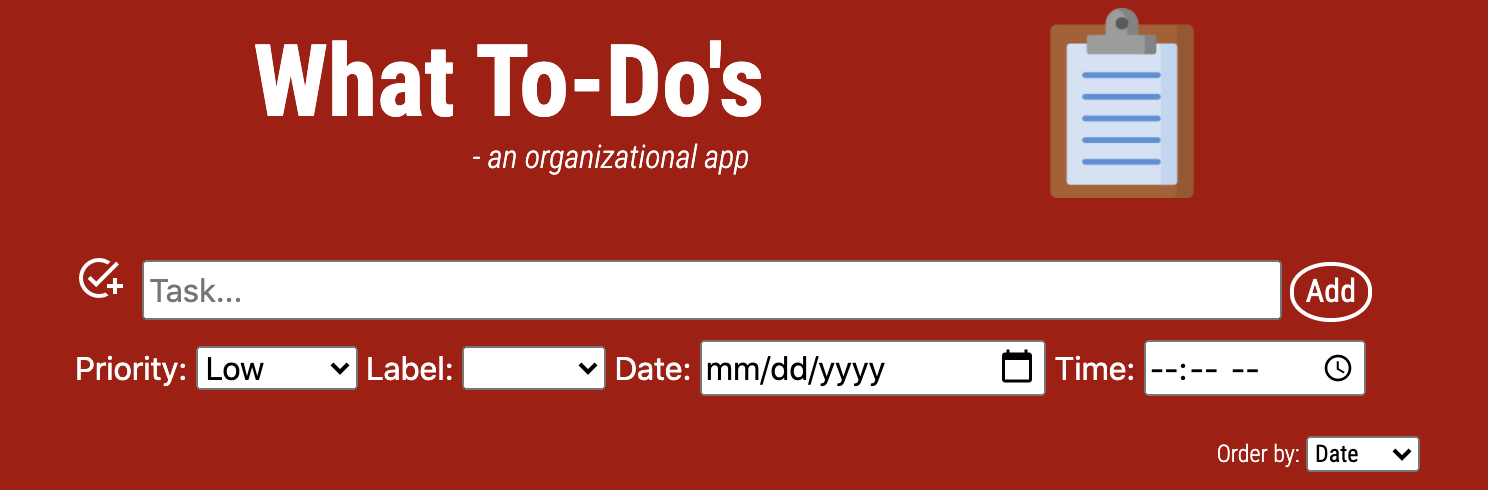 What To-Do's
- an organizational app
Task...
Add
Priority: Low Label: Date: mm/dd/yyyy Time: --:-- --
Order by: Date